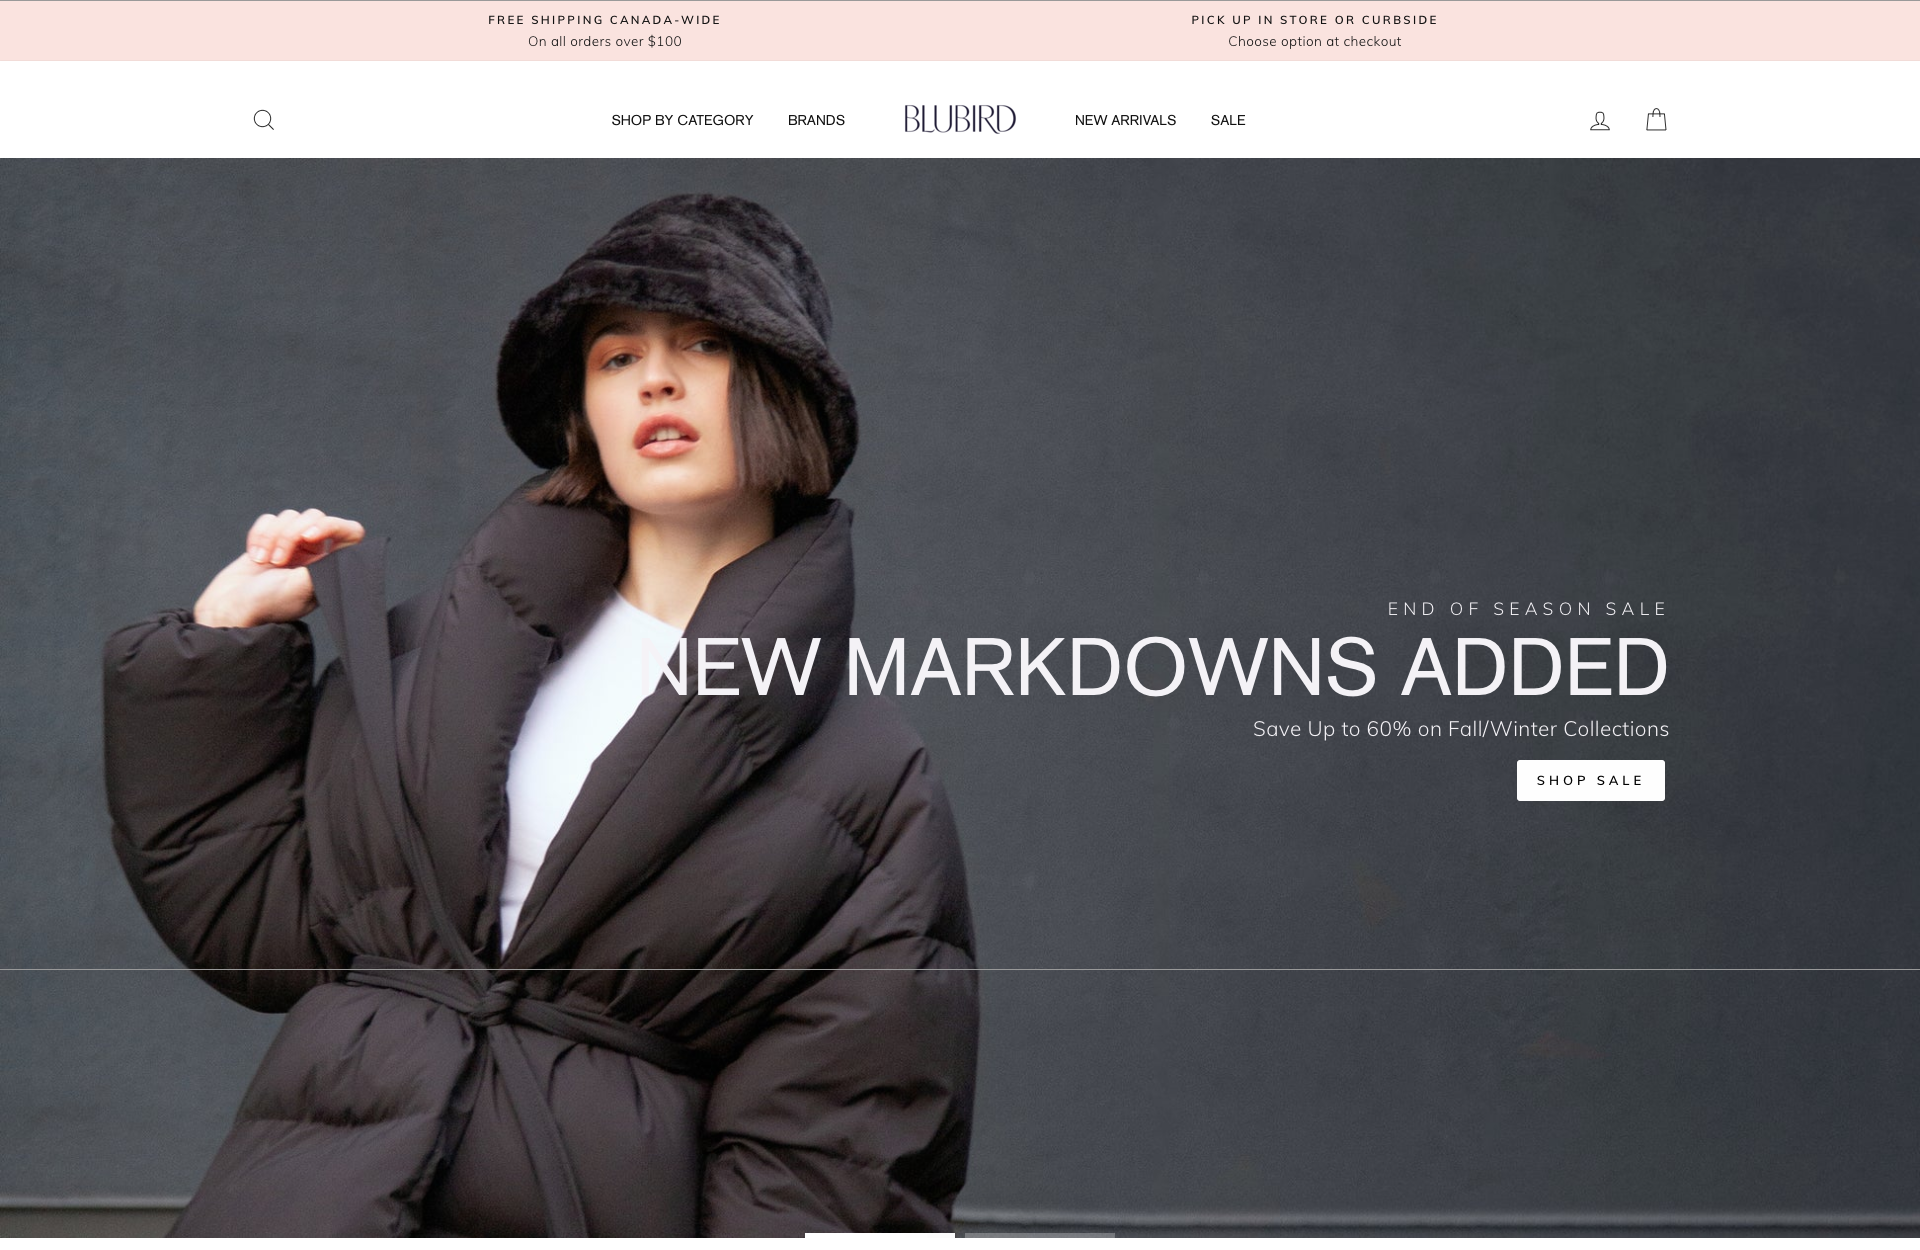 FREE SHIPPING CANADA-WIDE
On all orders over $100
PICK UP IN STORE OR CURBSIDE
Choose option at checkout
SHOP BY CATEGORY
BRANDS
BLUBIRD
NEW ARRIVALS
SALE
END OF SEASON SALE
NEW MARKDOWNS ADDED
Save Up to 60% on Fall/Winter Collections
SHOP SALE